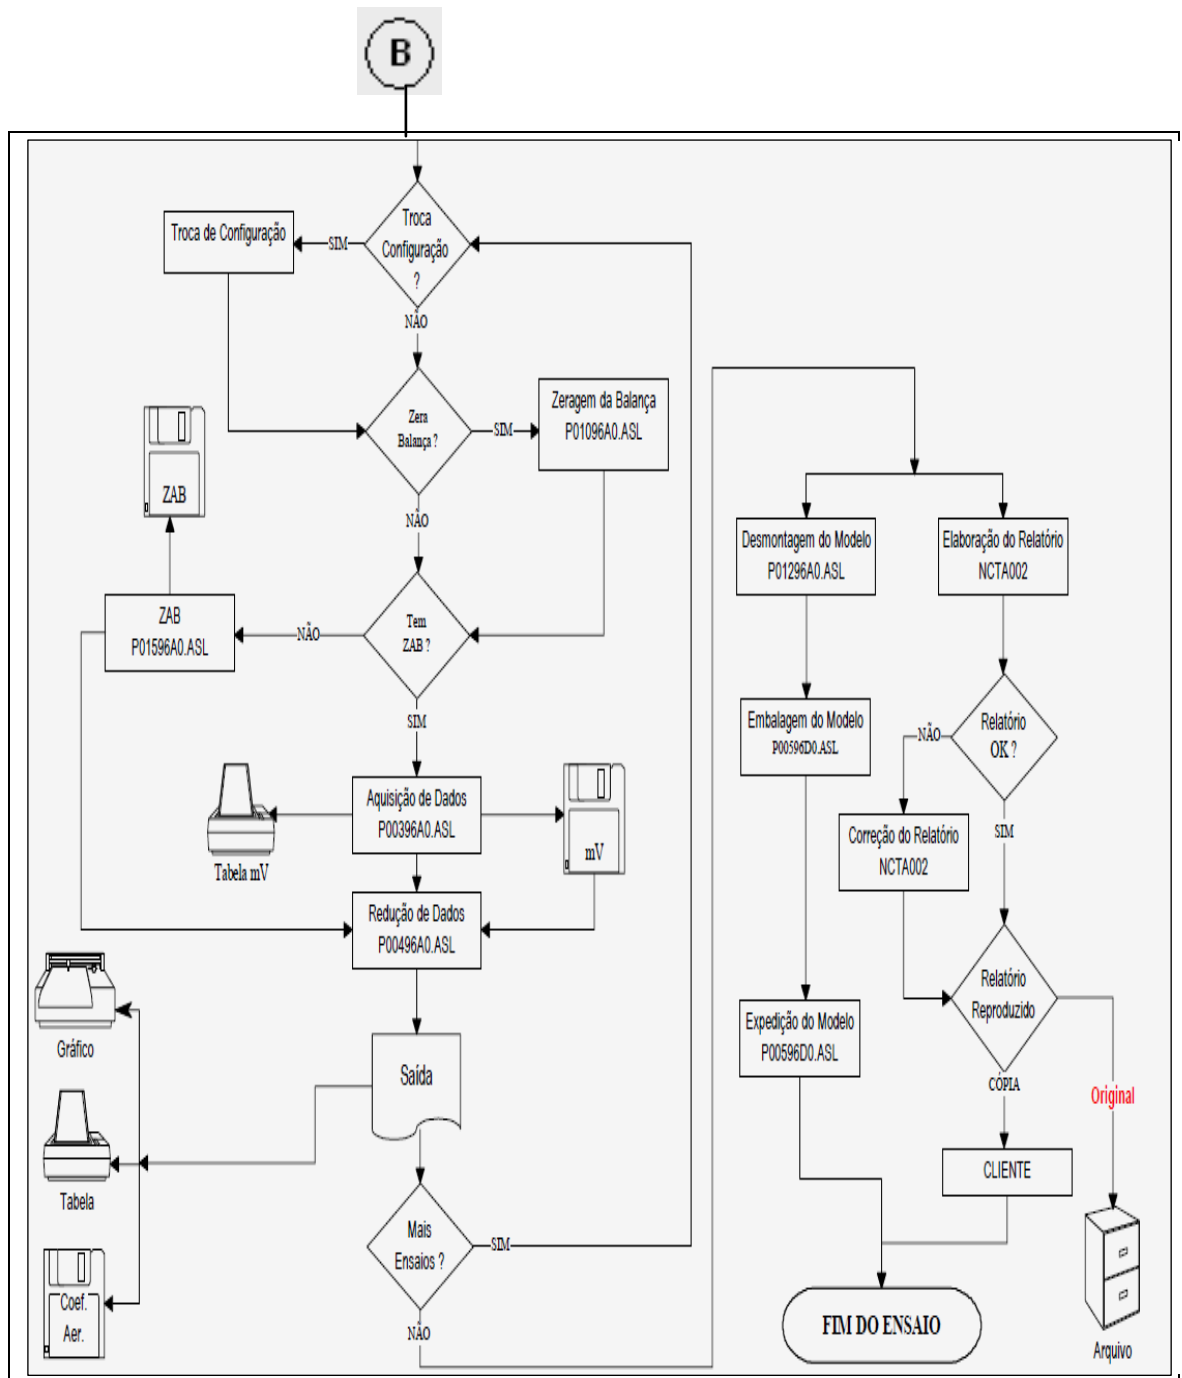 B
Troca
Configuração
?
SIM
Troca de Configuração
NÃO
Zera
Balança ?
SIM
Zeragem da Balança
P01096A0.ASL
NÃO
ZAB
ZAB
P01596A0.ASL
NÃO
Tem
ZAB ?
SIM
Aquisição de Dados
P00396A0.ASL
Tabela mV
mV
Redução de Dados
P00496A0.ASL
Gráfico
Saída
Tabela
Mais
Ensaios ?
SIM
Coef.
Aer.
NÃO
Desmontagem do Modelo
P01296A0.ASL
Elaboração do Relatório
NCTA002
Embalagem do Modelo
P00596D0.ASL
NÃO
Relatório
OK ?
SIM
Correção do Relatório
NCTA002
Expedição do Modelo
P00596D0.ASL
Relatório
Reproduzido
CÓPIA
Original
CLIENTE
FIM DO ENSAIO
Arquivo